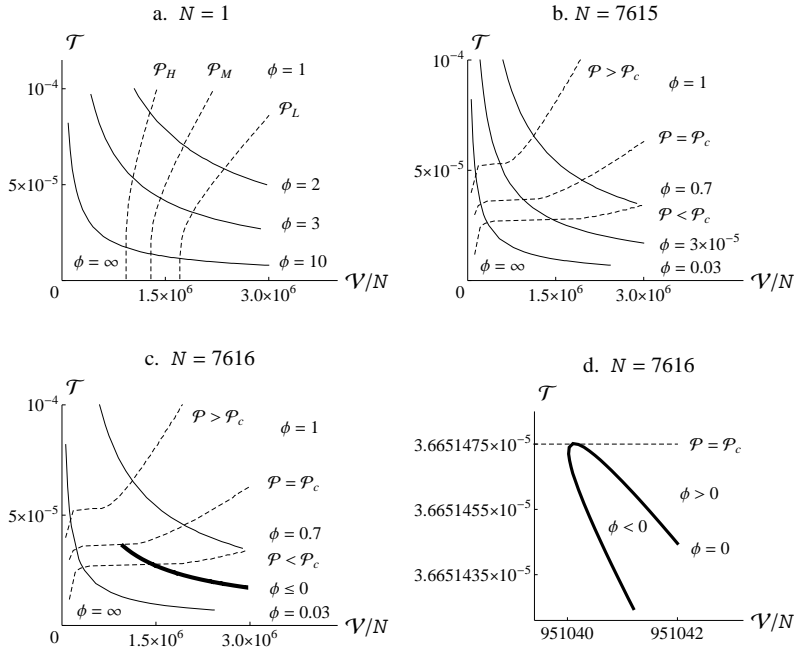 a. N = 1
𝒯
10⁻⁴
5×10⁻⁵
0
1.5×10⁶
3.0×10⁶
𝒱/N
𝒫_H
𝒫_M
ϕ = 1
𝒫_L
ϕ = 2
ϕ = 3
ϕ = ∞
ϕ = 10
b. N = 7615
𝒯
10⁻⁴
5×10⁻⁵
0
1.5×10⁶
3.0×10⁶
𝒱/N
𝒫 > 𝒫_c
ϕ = 1
𝒫 = 𝒫_c
ϕ = 0.7
𝒫 < 𝒫_c
ϕ = 3×10⁻⁵
ϕ = ∞
ϕ = 0.03
c. N = 7616
𝒯
10⁻⁴
5×10⁻⁵
0
1.5×10⁶
3.0×10⁶
𝒱/N
𝒫 > 𝒫_c
ϕ = 1
𝒫 = 𝒫_c
ϕ = 0.7
𝒫 < 𝒫_c
ϕ ≤ 0
ϕ = ∞
ϕ = 0.03
d. N = 7616
𝒯
3.6651475×10⁻⁵
3.6651455×10⁻⁵
3.6651435×10⁻⁵
951040
951042
𝒱/N
𝒫 = 𝒫_c
ϕ > 0
ϕ < 0
ϕ = 0